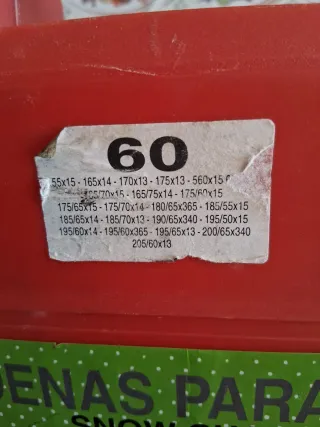 60
55x15 - 165x14 - 170x13 - 175x13 - 560x15
65/70x15 - 165/75x14 - 175/60x15
175/65x15 - 175/70x14 - 180/65x365 - 185/55x15
185/65x14 - 185/70x13 - 190/65x340 - 195/50x15
195/60x14 - 195/60x365 - 195/65x13 - 200/65x340
205/60x13
DENAS PARA
SNOW